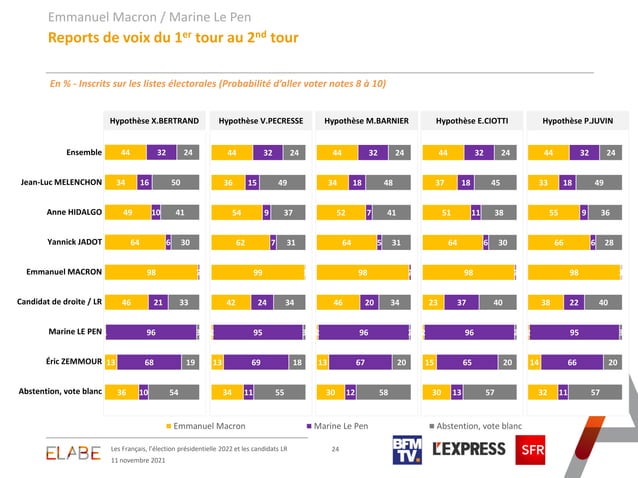 Emmanuel Macron / Marine Le Pen
Reports de voix du 1er tour au 2nd tour
En % - Inscrits sur les listes électorales (Probabilité d'aller voter notes 8 à 10)
Hypothèse X.BERTRAND Hypothèse V.PECRESSE Hypothèse M.BARNIER Hypothèse E.CIOTTI Hypothèse P.JUVIN
Ensemble 44 32 24 44 32 24 44 32 24 44 32 24 44 32 24
Jean-Luc MELENCHON 34 16 50 36 15 49 34 18 48 37 18 45 33 18 49
Anne HIDALGO 49 10 41 54 9 37 52 7 41 51 11 38 55 9 36
Yannick JADOT 64 6 30 62 7 31 64 5 31 64 6 30 66 6 28
Emmanuel MACRON 98 99 98 98 98
Candidat de droite / LR 46 21 33 42 24 34 46 20 34 23 37 40 38 22 40
Marine LE PEN 96 95 96 96 95
Éric ZEMMOUR 13 68 19 13 69 18 13 67 20 15 65 20 14 66 20
Abstention, vote blanc 36 10 54 34 11 55 30 12 58 30 13 57 32 11 57
Emmanuel Macron Marine Le Pen Abstention, vote blanc
ELABE
Les Français, l'élection présidentielle 2022 et les candidats LR
11 novembre 2021
24
BFM
TV.
L'EXPRESS
SFR